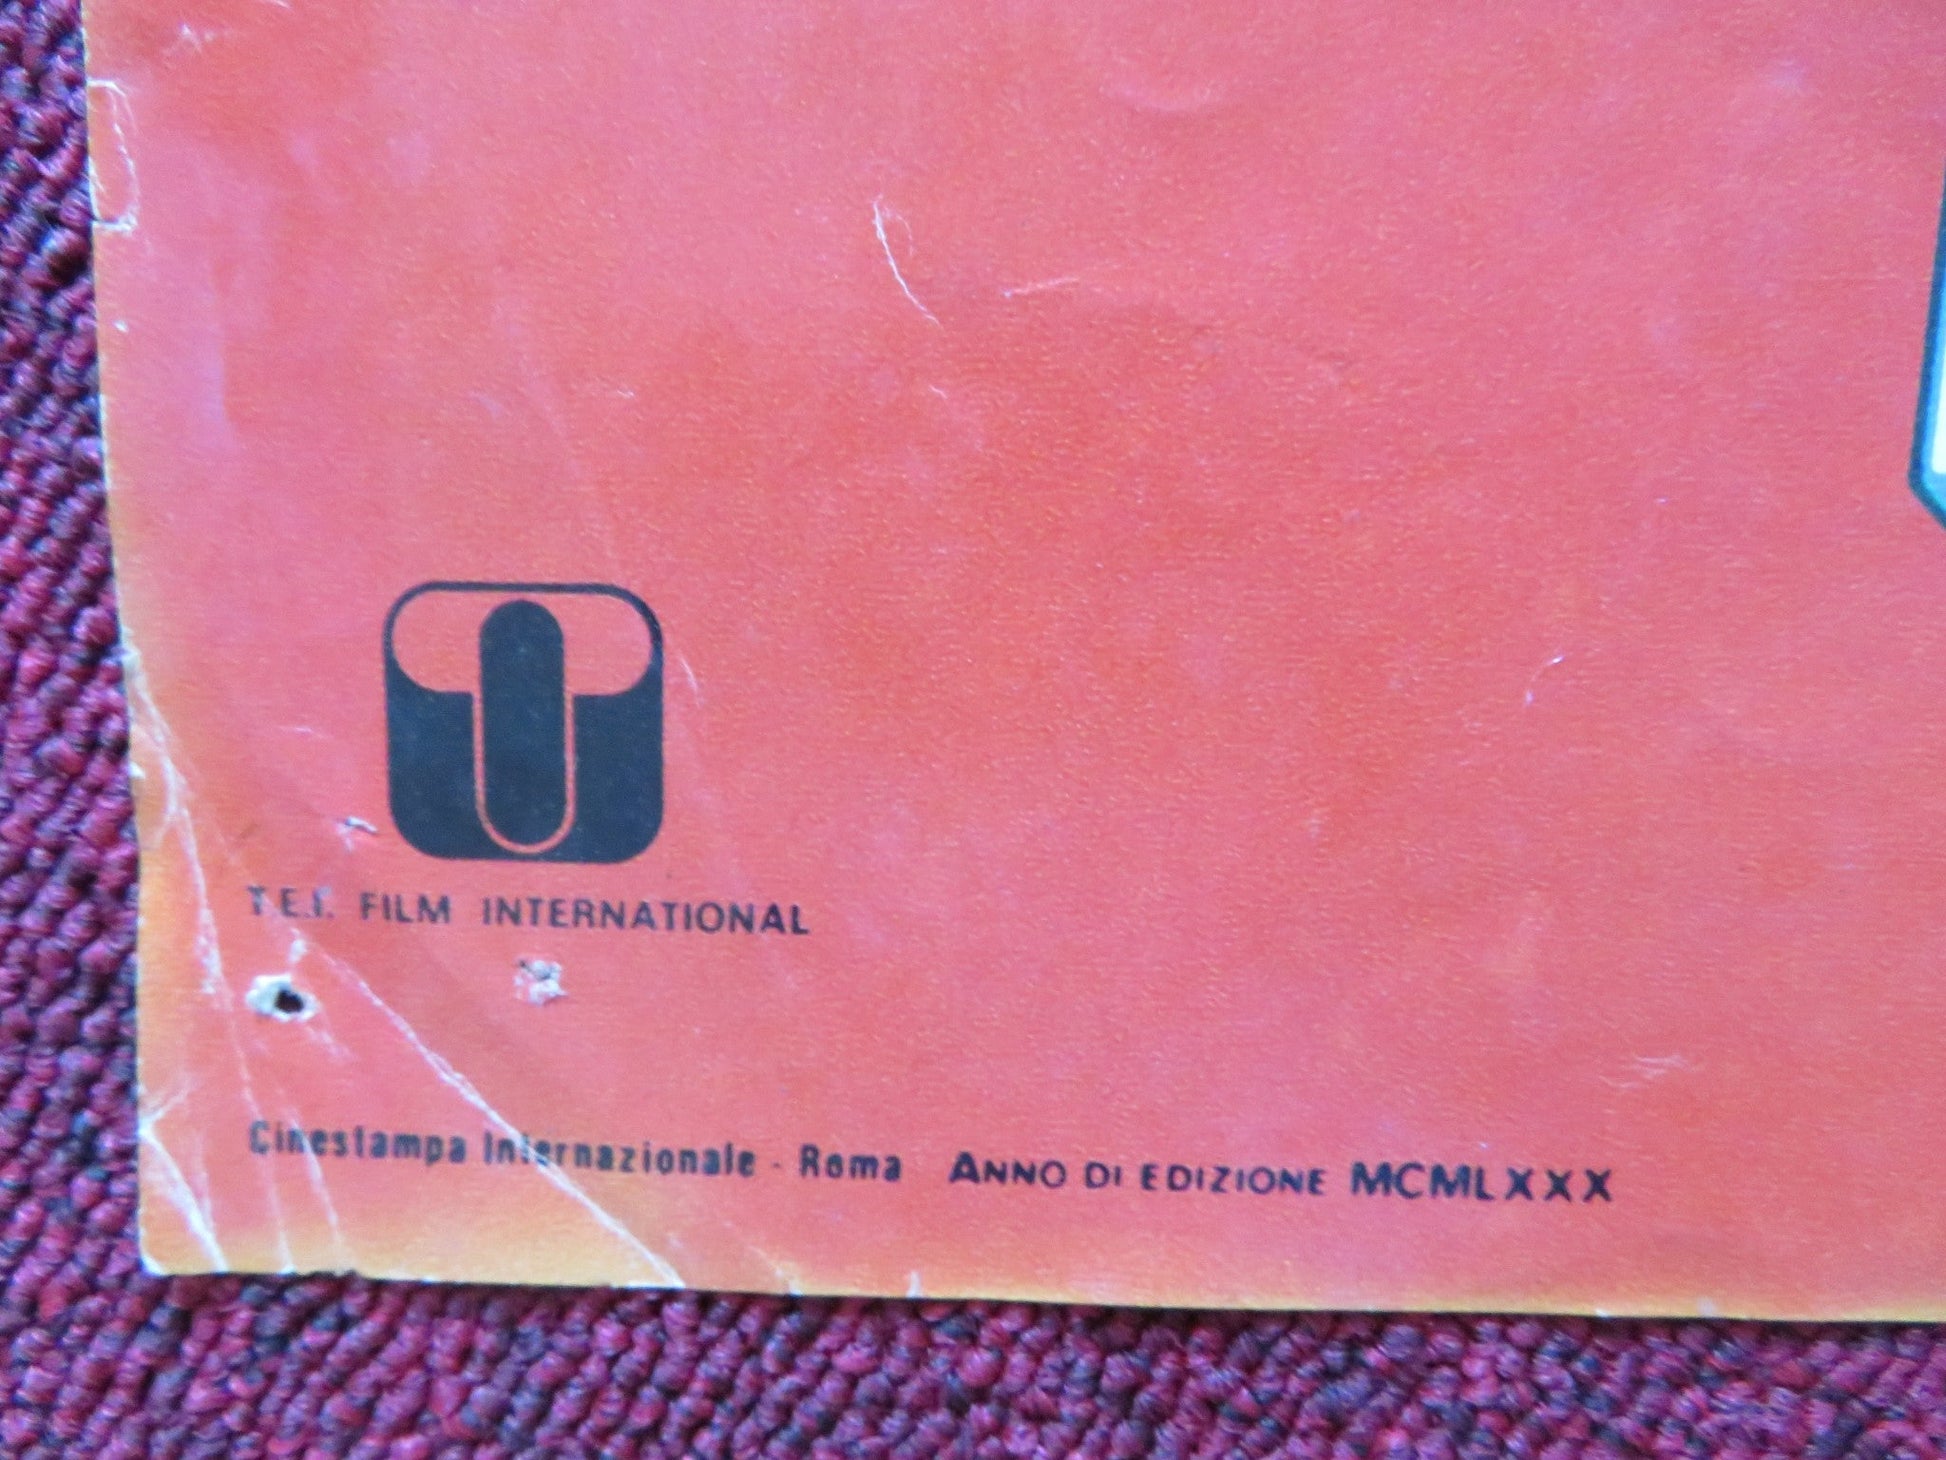 T.E.F. FILM INTERNATIONAL
Cinestampa Internazionale - Roma ANNO DI EDIZIONE MCMLXXX